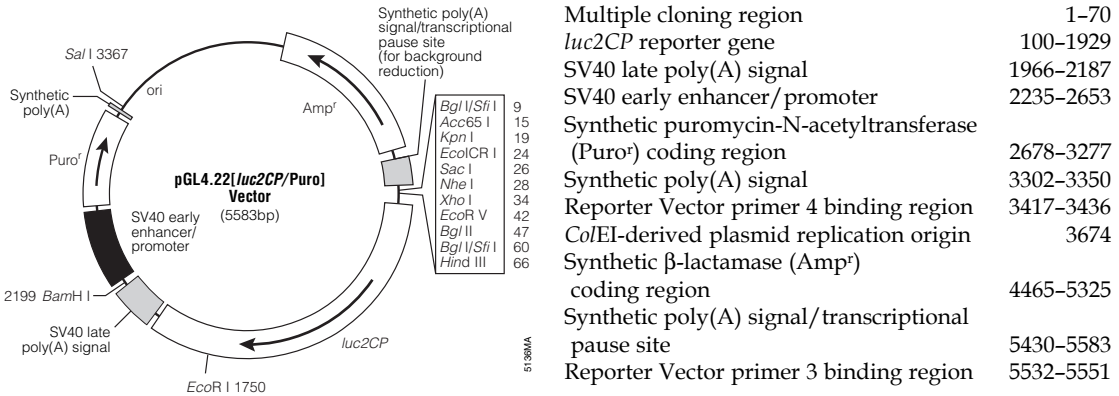 Synthetic poly(A)
signal/transcriptional
pause site
(for background
reduction)
Sal I 3367
Synthetic
poly(A)
ori
Ampʳ
Puroʳ
pGL4.22[luc2CP/Puro]
Vector
(5583bp)
SV40 early
enhancer/
promoter
2199 BamH I
SV40 late
poly(A) signal
EcoR I 1750
luc2CP
5136MA
Bgl I/Sfi I 9
Acc65 I 15
Kpn I 19
EcoICR I 24
Sac I 26
Nhe I 28
Xho I 34
EcoR V 42
Bgl II 47
Bgl I/Sfi I 60
Hind III 66
Multiple cloning region 1–70
luc2CP reporter gene 100–1929
SV40 late poly(A) signal 1966–2187
SV40 early enhancer/promoter 2235–2653
Synthetic puromycin-N-acetyltransferase
(Puroʳ) coding region 2678–3277
Synthetic poly(A) signal 3302–3350
Reporter Vector primer 4 binding region 3417–3436
ColEI-derived plasmid replication origin 3674
Synthetic β-lactamase (Ampʳ)
coding region 4465–5325
Synthetic poly(A) signal/transcriptional
pause site 5430–5583
Reporter Vector primer 3 binding region 5532–5551